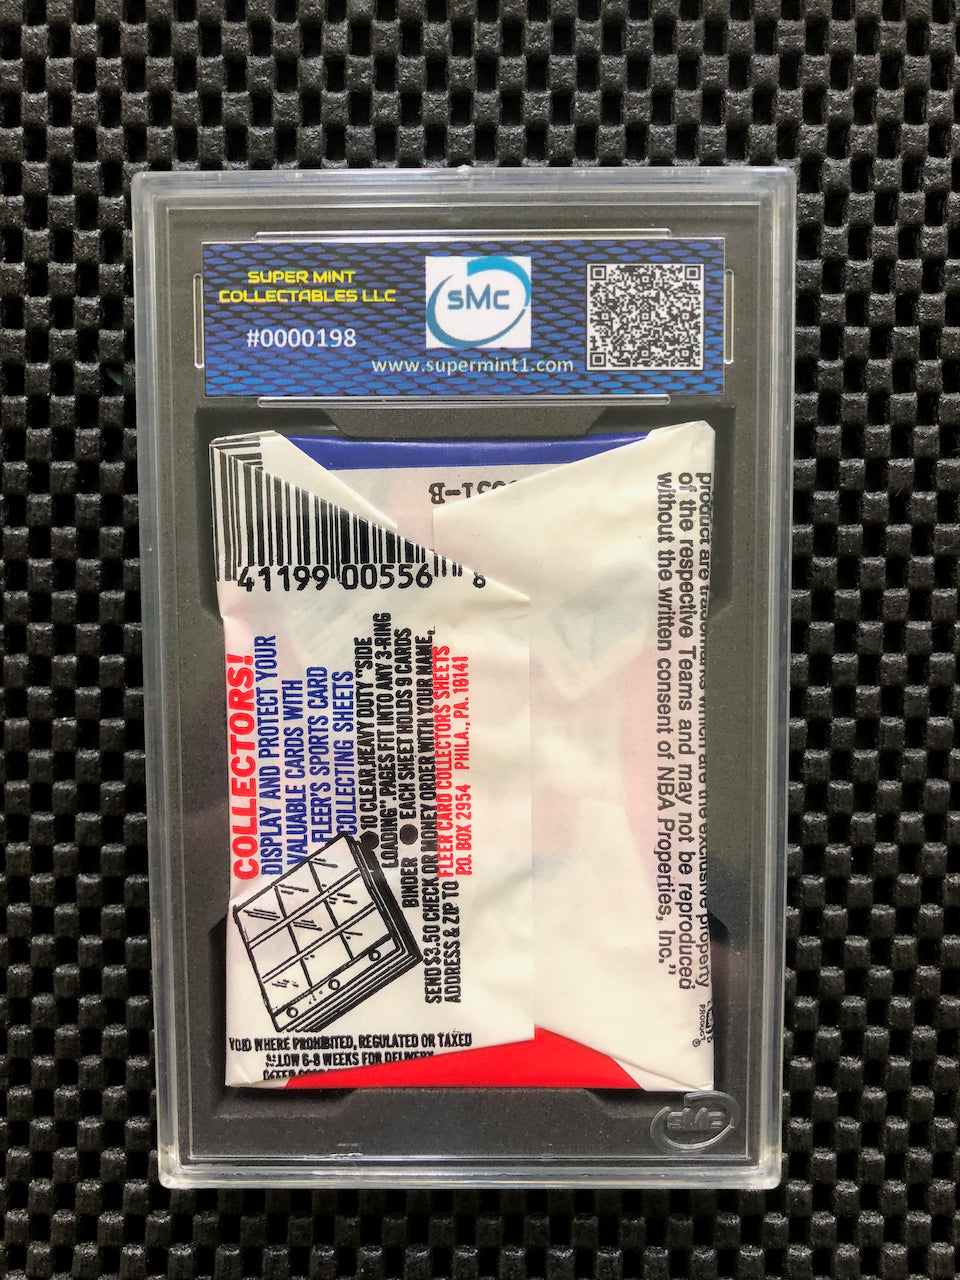 SUPER MINT
COLLECTABLES LLC
#0000198
sMc
www.supermint1.com
41199 00556 8
COLLECTORS!
DISPLAY AND PROTECT YOUR
VALUABLE CARDS WITH
FLEER'S SPORTS CARD
COLLECTING SHEETS
10 CLEAR,HEAVY DUTY "SIDE
LOADING". PAGES FIT INTO ANY 3-RING
BINDER ● EACH SHEET HOLDS 9 CARDS
SEND $3.50 CHECK OR MONEY ORDER WITH YOUR NAME,
ADDRESS & ZIP TO FLEER CARD COLLECTORS SHEETS
P.O. BOX 2954 PHILA., PA. 19141
VOID WHERE PROHIBITED, REGULATED OR TAXED
ALLOW 6-8 WEEKS FOR DELIVERY
-B
product are which are the exclusive property
of the respective Teams and may not be reproduced
without the written consent of NBA Properties, Inc."
PRODUCT
®
SMC